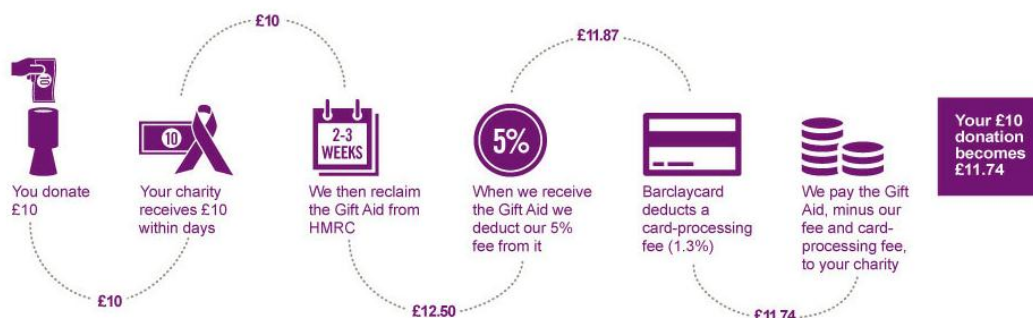 £10
£11.87
10
10
2-3
WEEKS
5%
You donate
£10
Your charity
receives £10
within days
We then reclaim
the Gift Aid from
HMRC
When we receive
the Gift Aid we
deduct our 5%
fee from it
Barclaycard
deducts a
card-processing
fee (1.3%)
We pay the Gift
Aid, minus our
fee and card-
processing fee,
to your charity
Your £10
donation
becomes
£11.74
£10
£12.50
£11.74